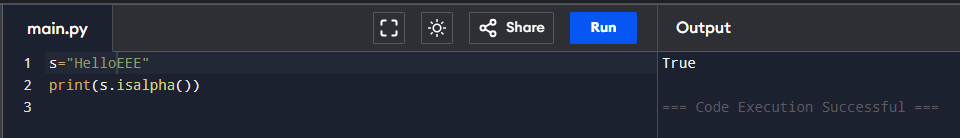 main.py
Share
Run
Output
1 s="HelloEEE"
2 print(s.isalpha())
3
True
=== Code Execution Successful ===